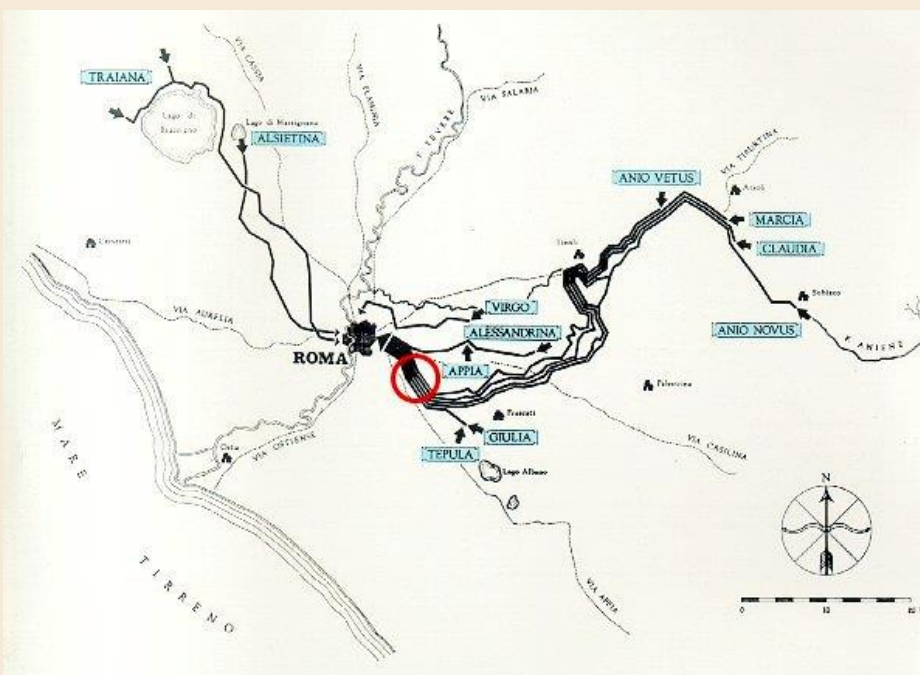 TRAIANA
Lago di
Bracciano
VIA CASSIA
Lago di Martignano
ALSIETINA
VIA FLAMINIA
F. TEVERE
VIA SALARIA
VIA TIBURTINA
ANIO VETUS
MARCIA
CLAUDIA
Tivoli
Subiaco
ANIO NOVUS
F. ANIENE
VIA AURELIA
VIRGO
ALESSANDRINA
ROMA
APPIA
Palestrina
Frascati
GIULIA
TEPULA
Lago Albano
VIA CASILINA
Ostia
VIA OSTIENSE
VIA APPIA
MARE
TIRRENO
N
0
10